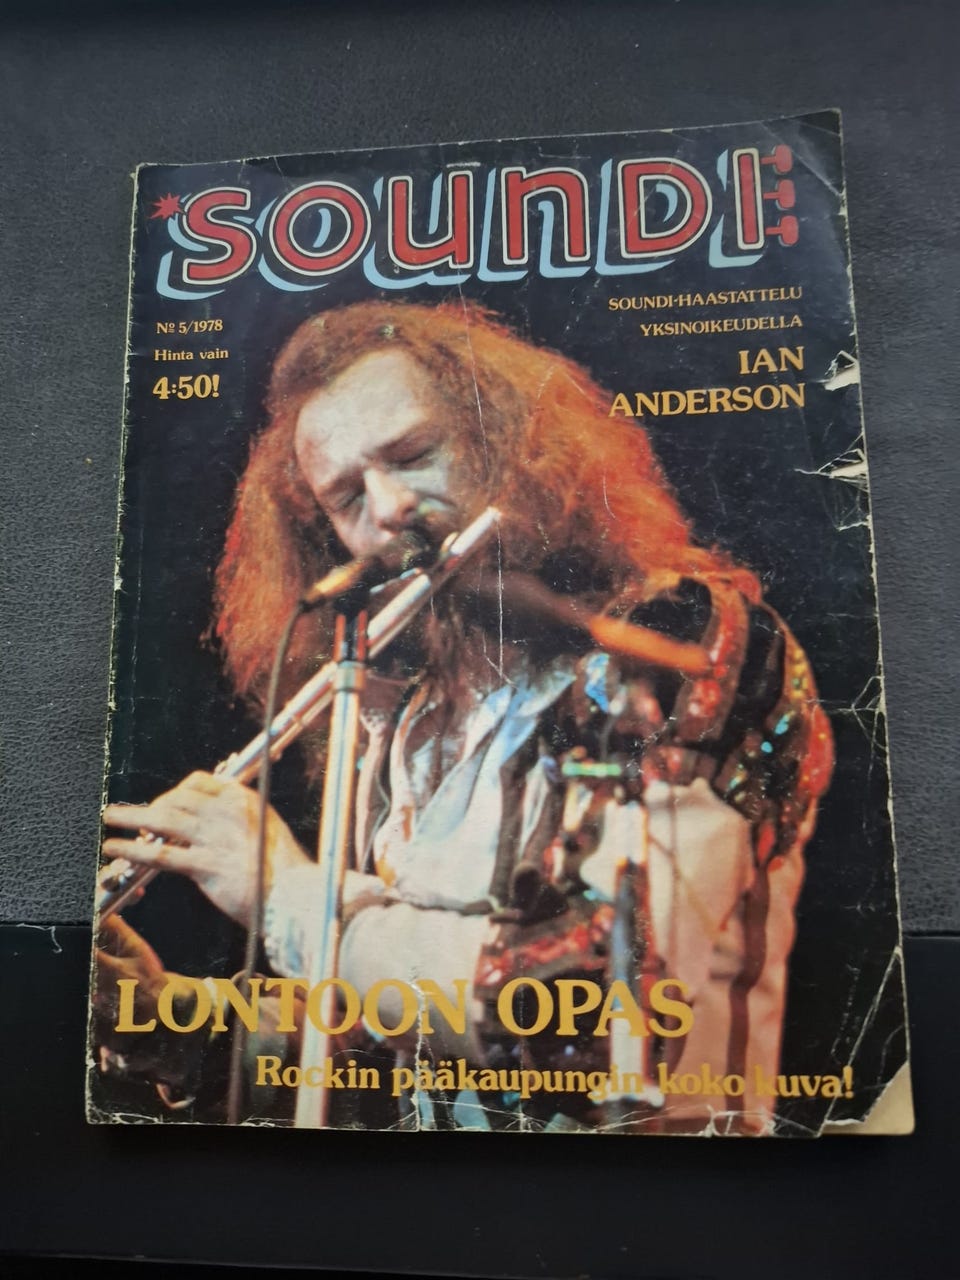 SOUNDI
Nº 5/1978
Hinta vain
4:50!
SOUNDI-HAASTATTELU
YKSINOIKEUDELLA
IAN
ANDERSON
LONTOON OPAS
Rockin pääkaupungin koko kuva!